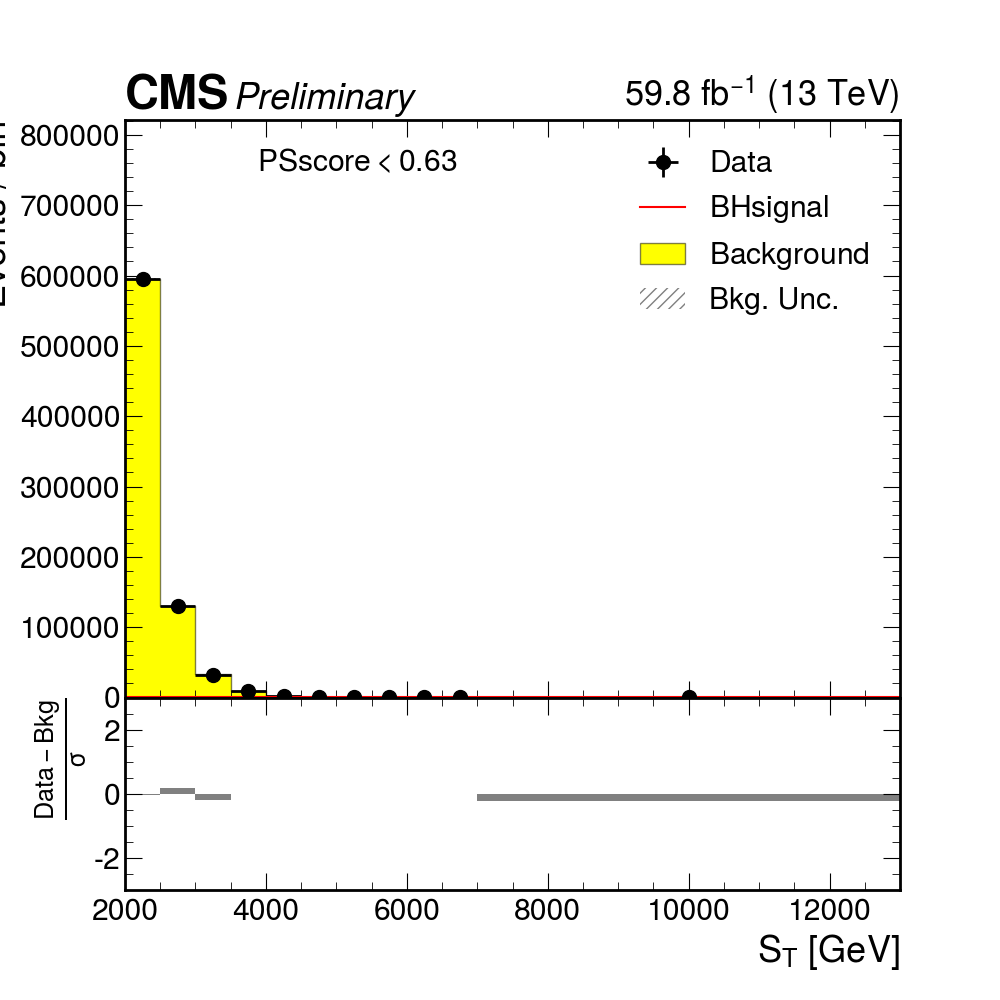 CMS Preliminary
59.8 fb⁻¹ (13 TeV)
PSscore < 0.63
Data
BHsignal
Background
Bkg. Unc.
800000
700000
600000
500000
400000
300000
200000
100000
0
Data − Bkg
σ
2
0
-2
2000 4000 6000 8000 10000 12000
S_T [GeV]